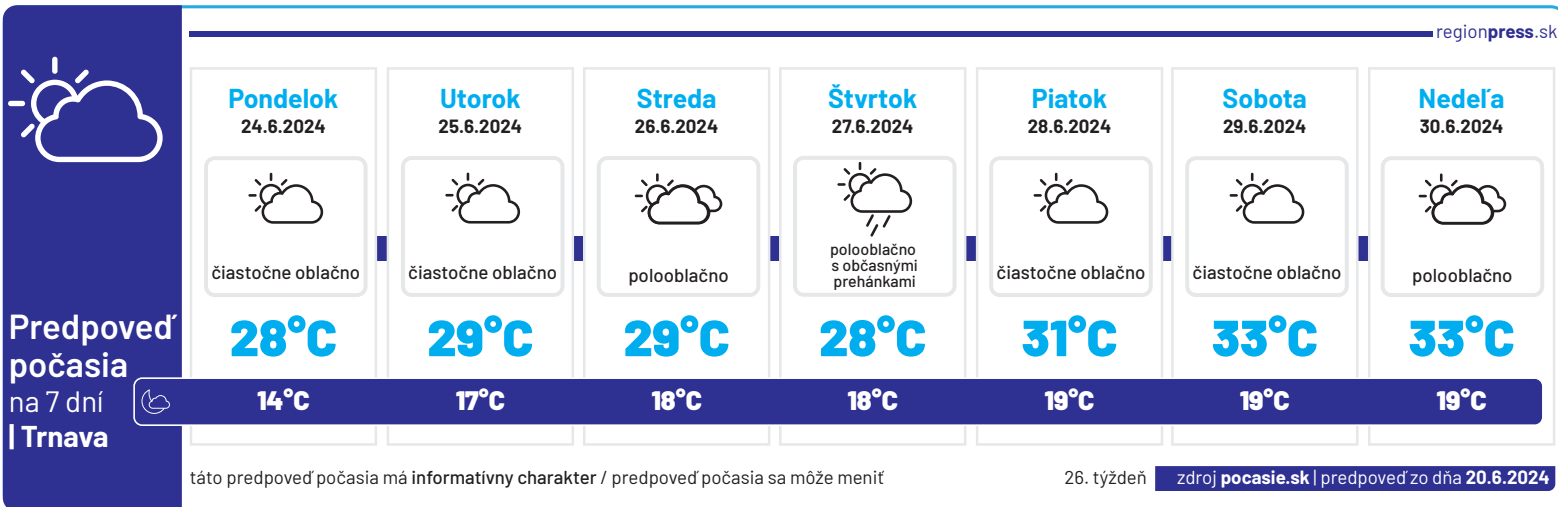 regionpress.sk
Predpoveď
počasia
na 7 dní
| Trnava
Pondelok
24.6.2024
čiastočne oblačno
28°C
14°C
Utorok
25.6.2024
čiastočne oblačno
29°C
17°C
Streda
26.6.2024
polooblačno
29°C
18°C
Štvrtok
27.6.2024
polooblačno
s občasnými
prehánkami
28°C
18°C
Piatok
28.6.2024
čiastočne oblačno
31°C
19°C
Sobota
29.6.2024
čiastočne oblačno
33°C
19°C
Nedeľa
30.6.2024
polooblačno
33°C
19°C
táto predpoveď počasia má informatívny charakter / predpoveď počasia sa môže meniť
26. týždeň
zdroj pocasie.sk | predpoveď zo dňa 20.6.2024